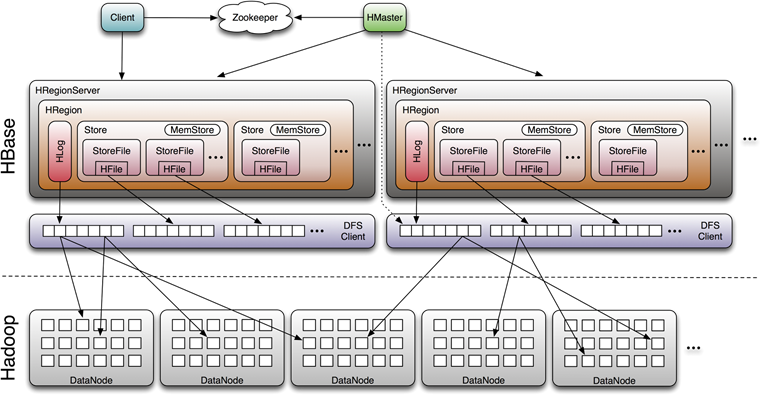 Client
Zookeeper
HMaster
HBase
HRegionServer
HRegion
HLog
Store
MemStore
StoreFile
HFile
StoreFile
HFile
...
Store
MemStore
StoreFile
HFile
...
...
HRegionServer
HRegion
HLog
Store
MemStore
StoreFile
HFile
StoreFile
HFile
...
Store
MemStore
StoreFile
HFile
...
...
...
...
DFS
Client
...
DFS
Client
Hadoop
DataNode
DataNode
DataNode
DataNode
DataNode
...